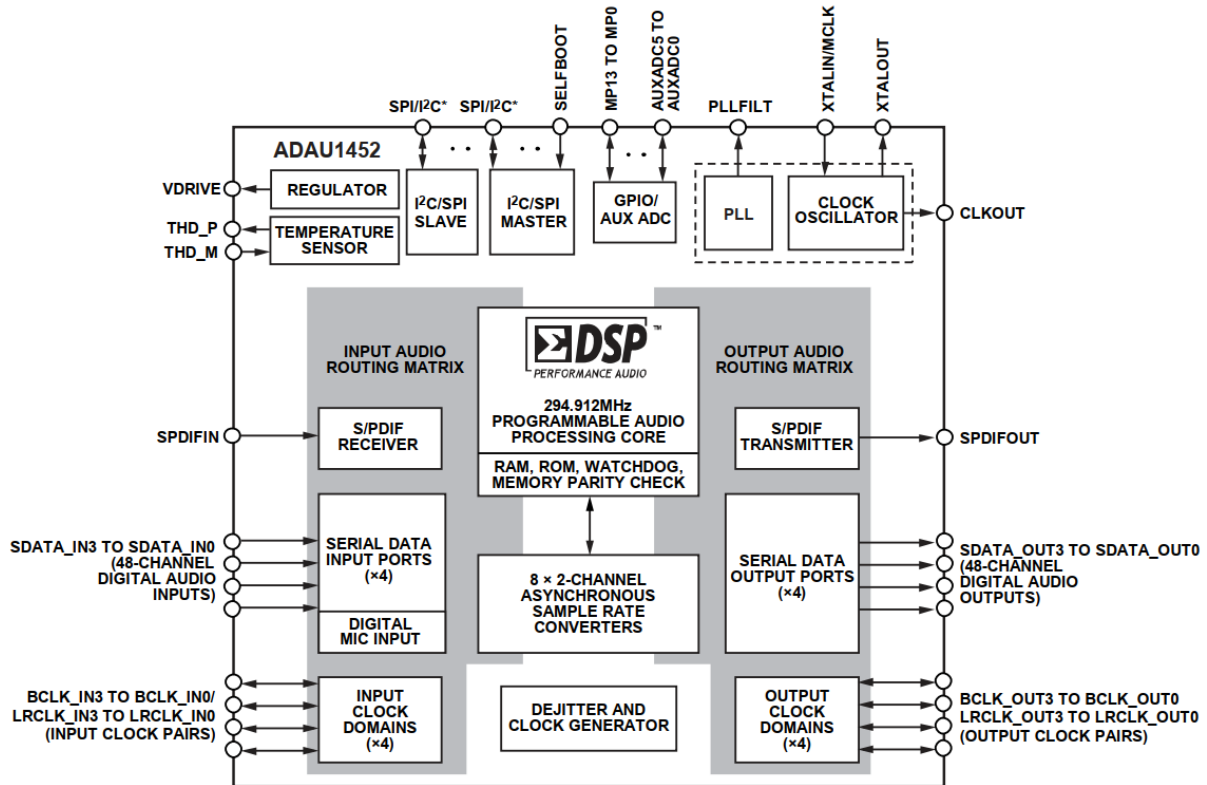 SPI/I²C*
SPI/I²C*
SELFBOOT
MP13 TO MP0
AUXADC5 TO
AUXADC0
PLLFILT
XTALIN/MCLK
XTALOUT
ADAU1452
VDRIVE
REGULATOR
THD_P
THD_M
TEMPERATURE
SENSOR
I²C/SPI
SLAVE
I²C/SPI
MASTER
GPIO/
AUX ADC
PLL
CLOCK
OSCILLATOR
CLKOUT
INPUT AUDIO
ROUTING MATRIX
ΣDSP™
PERFORMANCE AUDIO
294.912MHz
PROGRAMMABLE AUDIO
PROCESSING CORE
RAM, ROM, WATCHDOG,
MEMORY PARITY CHECK
OUTPUT AUDIO
ROUTING MATRIX
SPDIFIN
S/PDIF
RECEIVER
S/PDIF
TRANSMITTER
SPDIFOUT
SDATA_IN3 TO SDATA_IN0
(48-CHANNEL
DIGITAL AUDIO
INPUTS)
SERIAL DATA
INPUT PORTS
(×4)
DIGITAL
MIC INPUT
8 × 2-CHANNEL
ASYNCHRONOUS
SAMPLE RATE
CONVERTERS
SERIAL DATA
OUTPUT PORTS
(×4)
SDATA_OUT3 TO SDATA_OUT0
(48-CHANNEL
DIGITAL AUDIO
OUTPUTS)
BCLK_IN3 TO BCLK_IN0/
LRCLK_IN3 TO LRCLK_IN0
(INPUT CLOCK PAIRS)
INPUT
CLOCK
DOMAINS
(×4)
DEJITTER AND
CLOCK GENERATOR
OUTPUT
CLOCK
DOMAINS
(×4)
BCLK_OUT3 TO BCLK_OUT0
LRCLK_OUT3 TO LRCLK_OUT0
(OUTPUT CLOCK PAIRS)